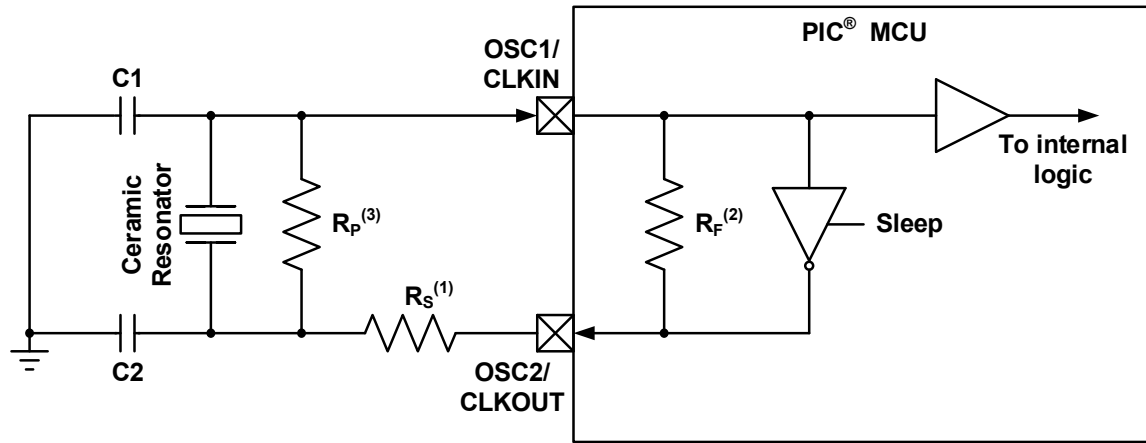 PIC® MCU
OSC1/
CLKIN
C1
To internal
logic
Ceramic
Resonator
RP(3)
RF(2)
Sleep
RS(1)
C2
OSC2/
CLKOUT